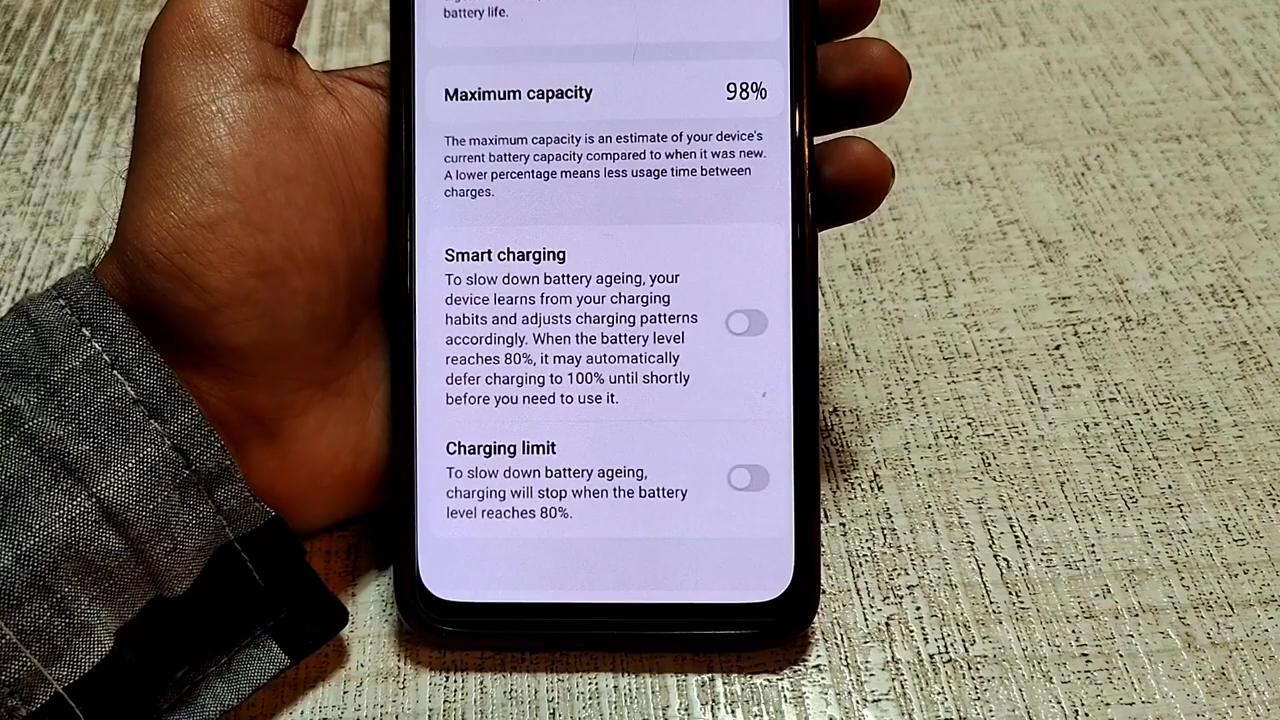 battery life.
Maximum capacity 98%
The maximum capacity is an estimate of your device's
current battery capacity compared to when it was new.
A lower percentage means less usage time between
charges.
Smart charging
To slow down battery ageing, your
device learns from your charging
habits and adjusts charging patterns
accordingly. When the battery level
reaches 80%, it may automatically
defer charging to 100% until shortly
before you need to use it.
Charging limit
To slow down battery ageing,
charging will stop when the battery
level reaches 80%.